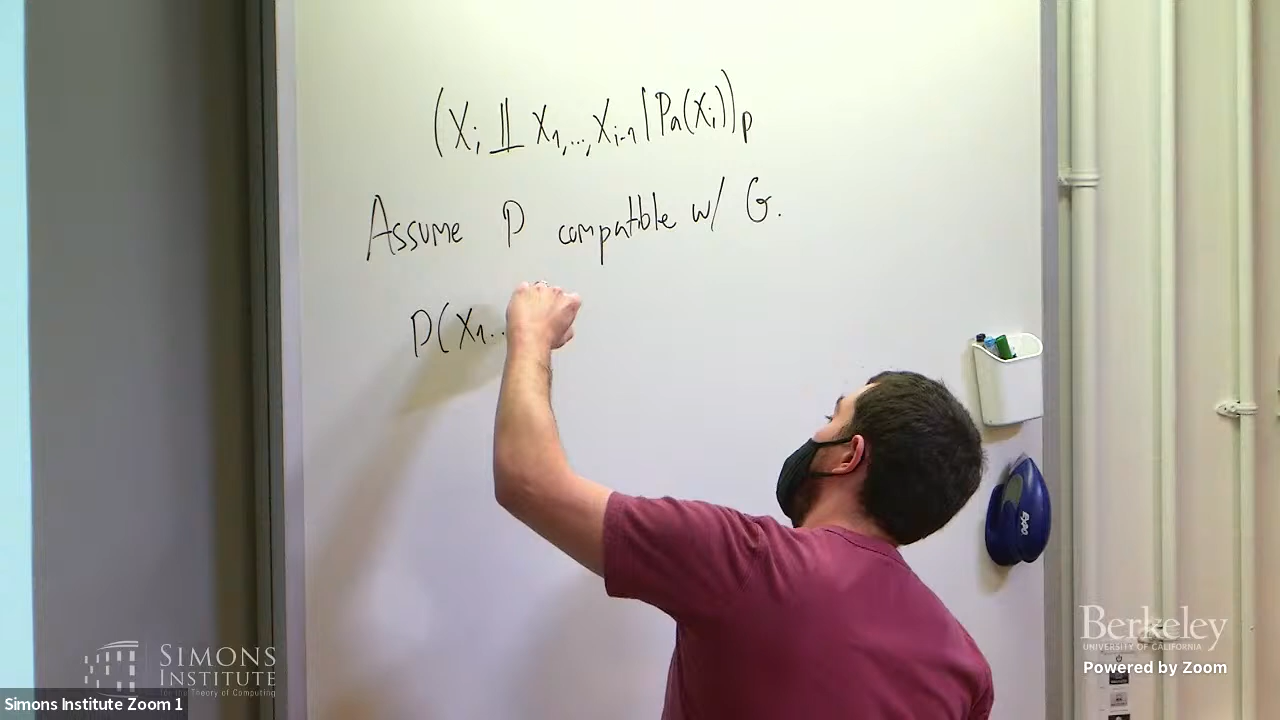 (Xᵢ ⫫ X₁,...,Xᵢ₋₁ | Pa(Xᵢ))ₚ
Assume P compatible w/ G.
P(X₁..
EXPO
SIMONS
INSTITUTE
for the Theory of Computing
Berkeley
UNIVERSITY OF CALIFORNIA
Powered by Zoom
Simons Institute Zoom 1